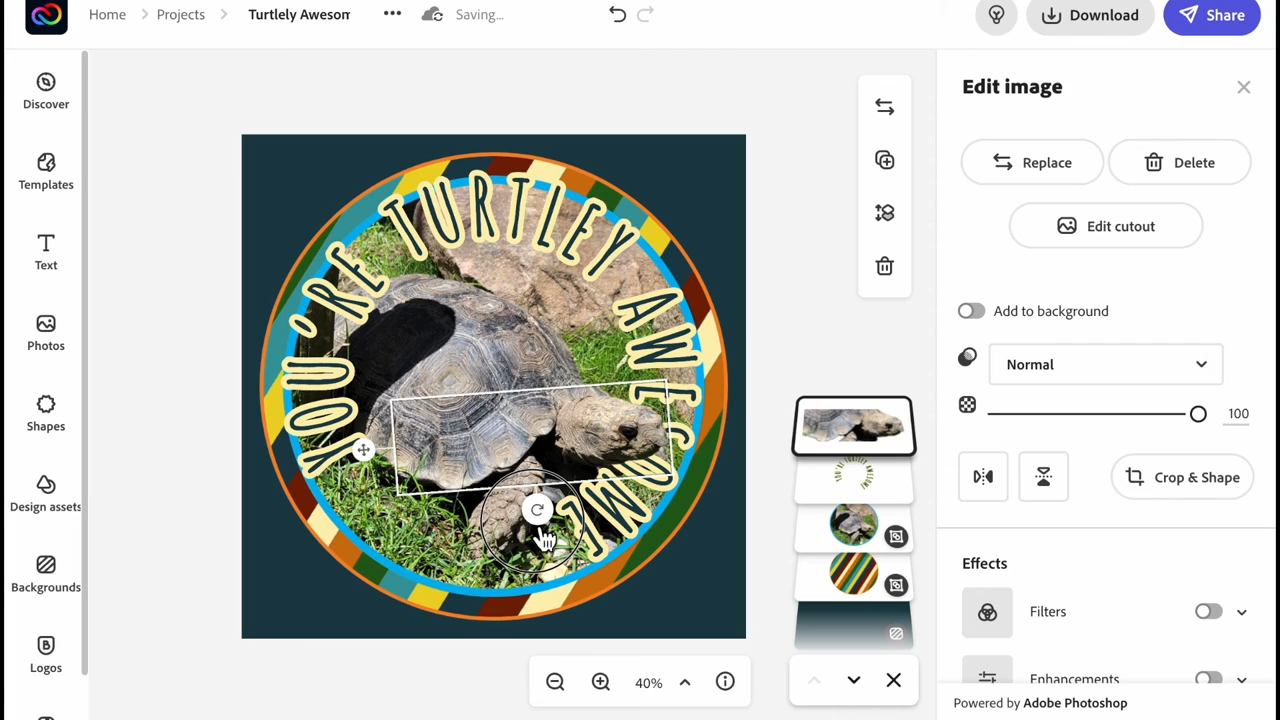 Home
Projects
Turtlely Awesom
Saving...
Download
Share
Discover
Templates
Text
Photos
Shapes
Design assets
Backgrounds
Logos
YOU'RE TURTLEY AWESOME
40%
Edit image
Replace
Delete
Edit cutout
Add to background
Normal
100
Crop & Shape
Effects
Filters
Enhancements
Powered by Adobe Photoshop